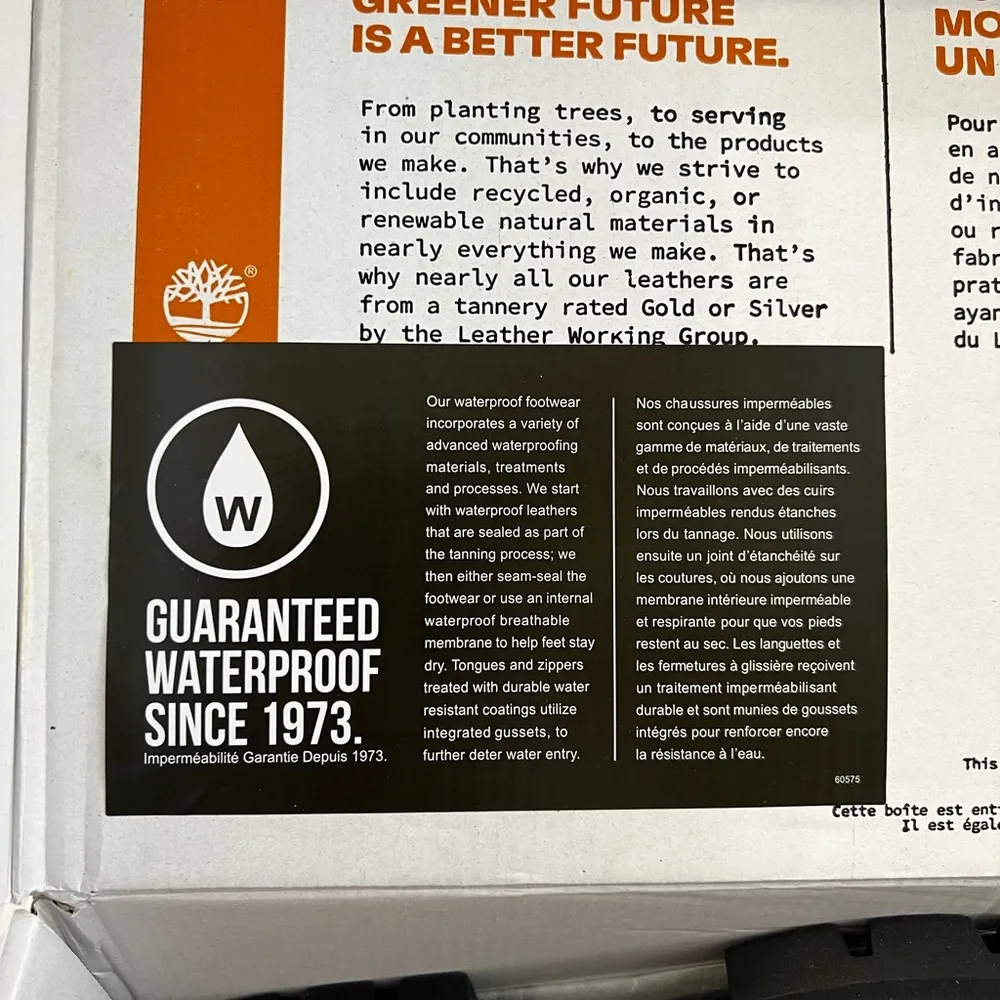 GREENER FUTURE
IS A BETTER FUTURE.
From planting trees, to serving
in our communities, to the products
we make. That's why we strive to
include recycled, organic, or
renewable natural materials in
nearly everything we make. That's
why nearly all our leathers are
from a tannery rated Gold or Silver
by the Leather Working Group.
MO
UN
Pour
en a
de n
d'in
ou r
fabr
prat
ayan
du L
®
W
GUARANTEED
WATERPROOF
SINCE 1973.
Imperméabilité Garantie Depuis 1973.
Our waterproof footwear
incorporates a variety of
advanced waterproofing
materials, treatments
and processes. We start
with waterproof leathers
that are sealed as part of
the tanning process; we
then either seam-seal the
footwear or use an internal
waterproof breathable
membrane to help feet stay
dry. Tongues and zippers
treated with durable water
resistant coatings utilize
integrated gussets, to
further deter water entry.
Nos chaussures imperméables
sont conçues à l'aide d'une vaste
gamme de matériaux, de traitements
et de procédés imperméabilisants.
Nous travaillons avec des cuirs
imperméables rendus étanches
lors du tannage. Nous utilisons
ensuite un joint d'étanchéité sur
les coutures, où nous ajoutons une
membrane intérieure imperméable
et respirante pour que vos pieds
restent au sec. Les languettes et
les fermetures à glissière reçoivent
un traitement imperméabilisant
durable et sont munies de goussets
intégrés pour renforcer encore
la résistance à l'eau.
60575
This
Cette boîte est ent
Il est égale